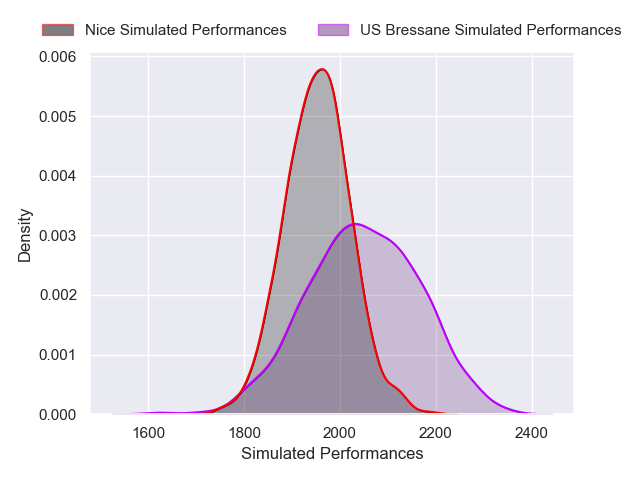 Nice Simulated Performances US Bressane Simulated Performances
0.006
0.005
0.004
0.003
0.002
0.001
0.000
Density
1600 1800 2000 2200 2400
Simulated Performances